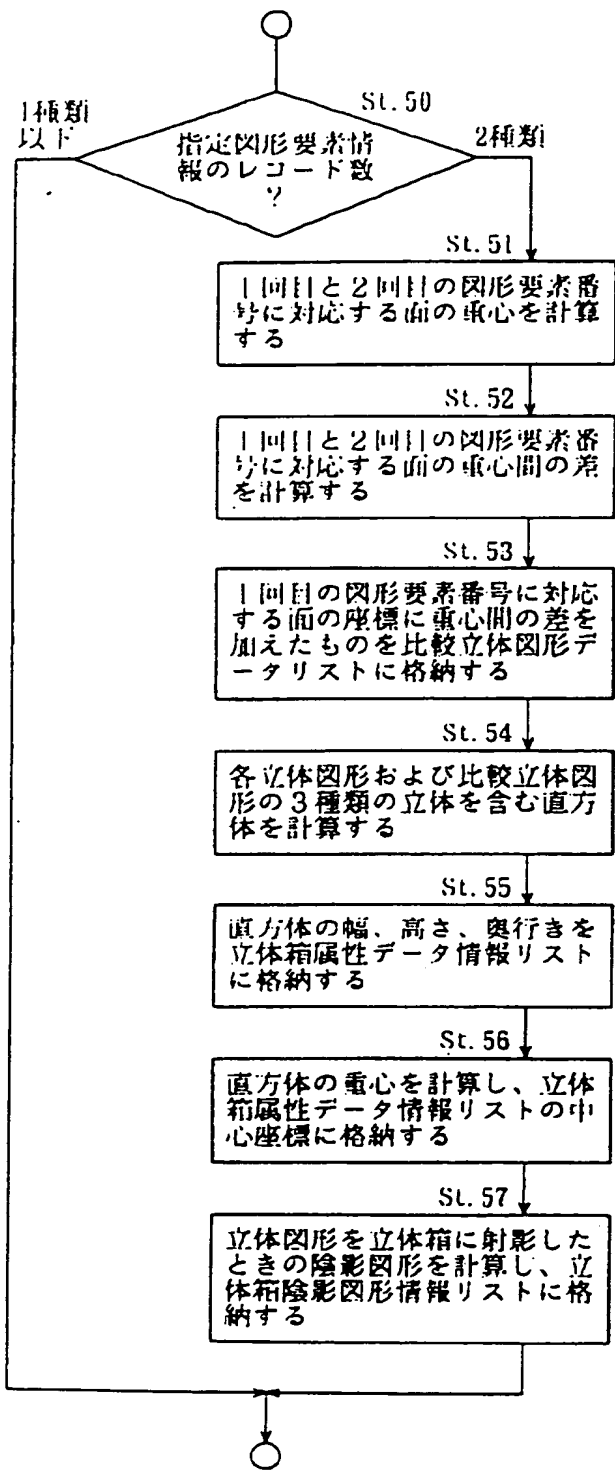 1種類
以下
St.50
指定図形要素情
報のレコード数
?
2種類
St.51
1回目と2回目の図形要素番
号に対応する面の重心を計算
する
St.52
1回目と2回目の図形要素番
号に対応する面の重心間の差
を計算する
St.53
1回目の図形要素番号に対応
する面の座標に重心間の差を
加えたものを比較立体図形デ
ータリストに格納する
St.54
各立体図形および比較立体図
形の3種類の立体を含む直方
体を計算する
St.55
直方体の幅、高さ、奥行きを
立体箱属性データ情報リスト
に格納する
St.56
直方体の重心を計算し、立体
箱属性データ情報リストの中
心座標に格納する
St.57
立体図形を立体箱に射影した
ときの陰影図形を計算し、立
体箱陰影図形情報リストに格
納する